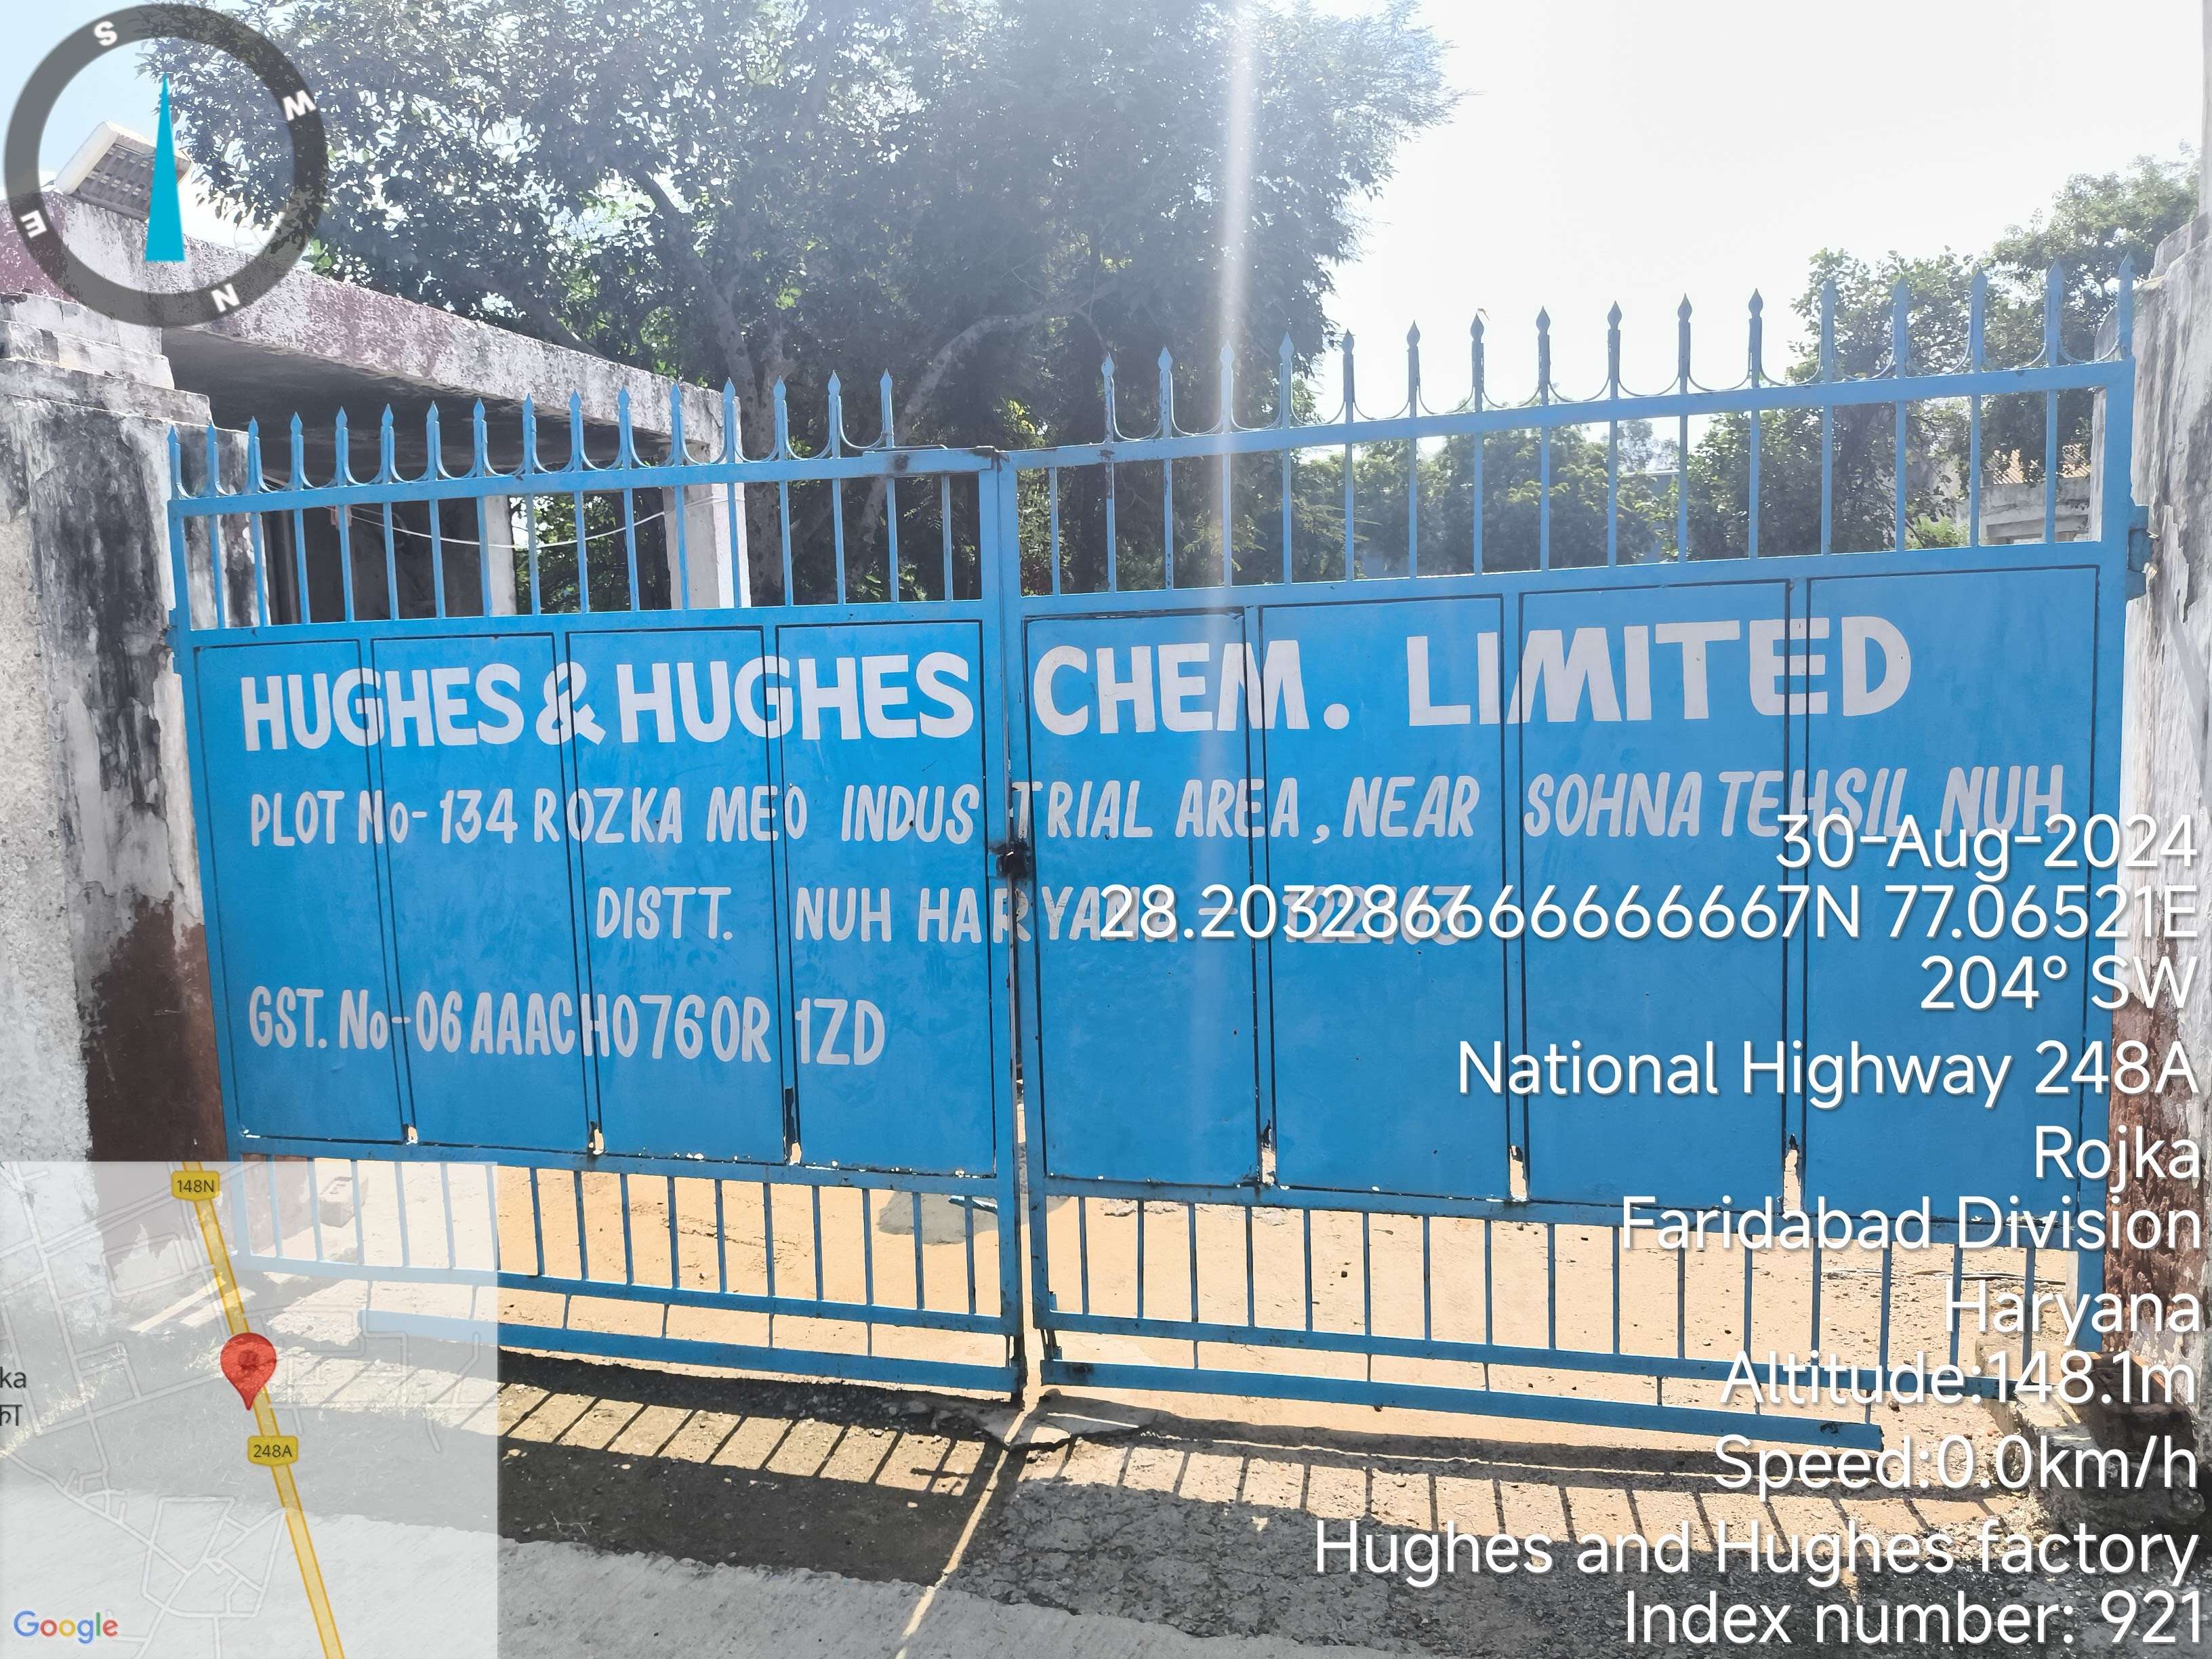 S
W
E
N
HUGHES & HUGHES CHEM. LIMITED
PLOT No-134 ROZKA MEO INDUSTRIAL AREA, NEAR SOHNA TEHSIL NUH
DISTT. NUH HARYANA
GST. No-06AAACH0760R1ZD
30-Aug-2024
28.203286666666667N 77.06521E
204° SW
National Highway 248A
Rojka
Faridabad Division
Haryana
Altitude:148.1m
Speed:0.0km/h
Hughes and Hughes factory
Index number: 921
148N
248A
Google